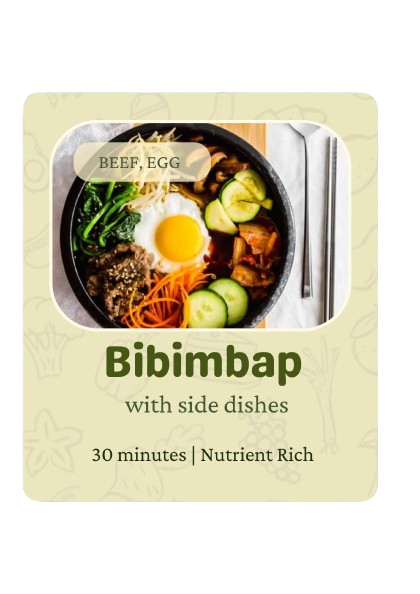 BEEF, EGG
Bibimbap
with side dishes
30 minutes | Nutrient Rich